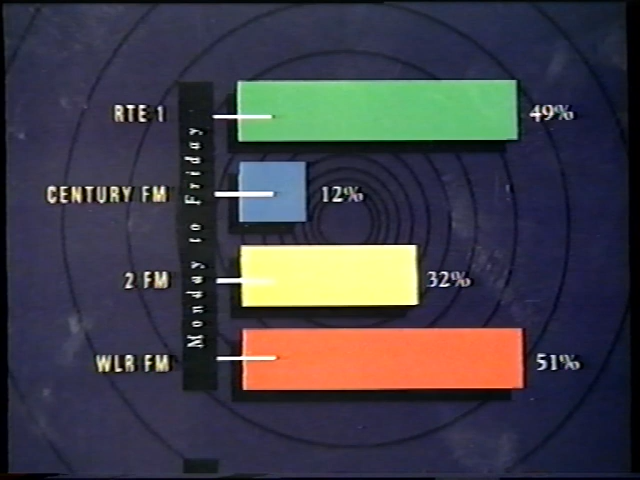 RTE 1
49%
CENTURY FM
12%
2 FM
32%
WLR FM
51%
Monday to Friday